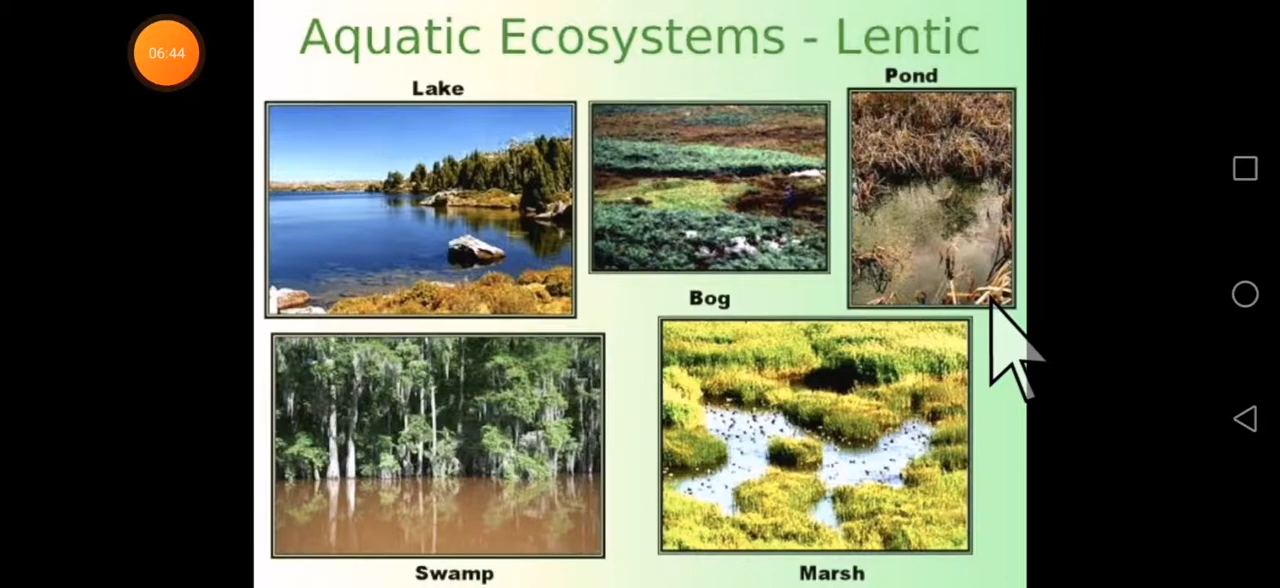 06:44
Aquatic Ecosystems - Lentic
Lake
Pond
Bog
Swamp
Marsh